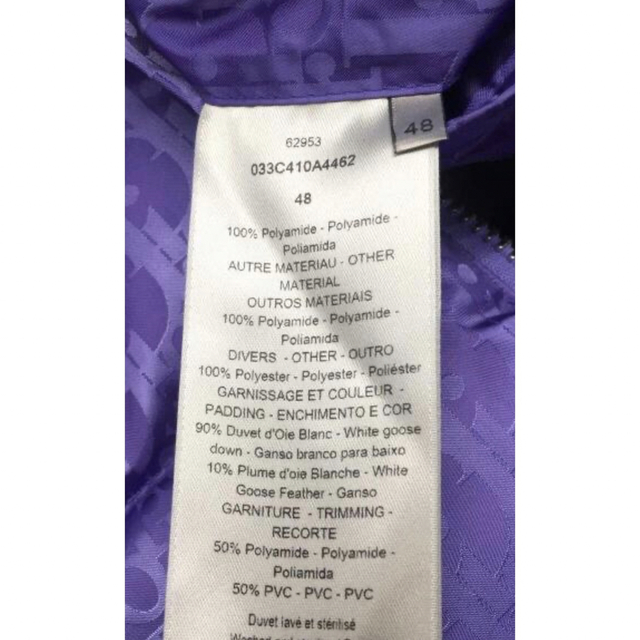 48
62953
033C410A4462
48
100% Polyamide - Polyamide -
Poliamida
AUTRE MATERIAU - OTHER
MATERIAL
OUTROS MATERIAIS
100% Polyamide - Polyamide -
Poliamida
DIVERS - OTHER - OUTRO
100% Polyester - Polyester - Poliéster
GARNISSAGE ET COULEUR -
PADDING - ENCHIMENTO E COR
90% Duvet d'Oie Blanc - White goose
down - Ganso branco para baixo
10% Plume d'oie Blanche - White
Goose Feather - Ganso
GARNITURE - TRIMMING -
RECORTE
50% Polyamide - Polyamide -
Poliamida
50% PVC - PVC - PVC
Duvet lavé et stérilisé
Washed and